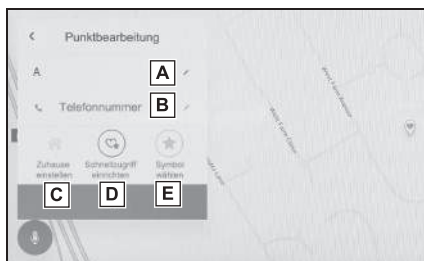 Punktbearbeitung
A
A
Telefonnummer
B
Zuhause einstellen
Schnellzugriff einrichten
Symbol wählen
C
D
E